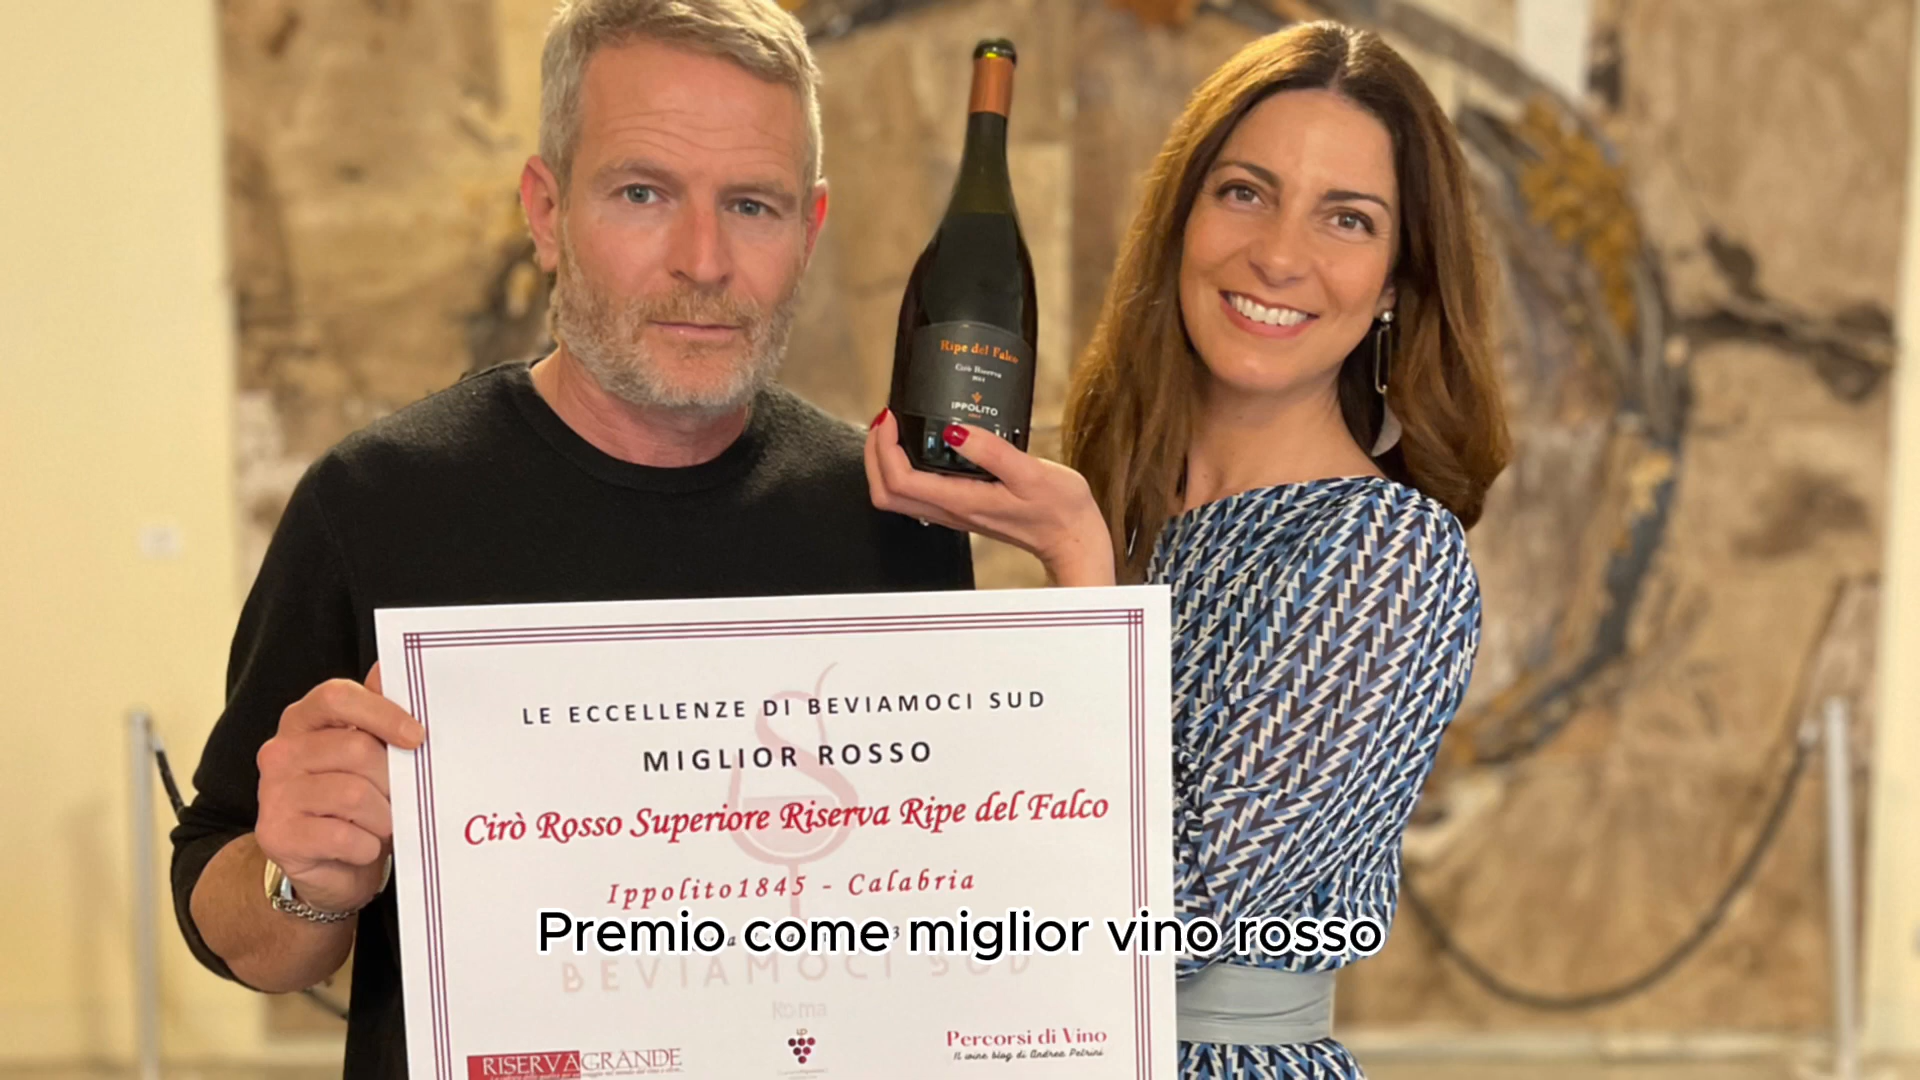 Ripe del Falco
Cirò Riserva
IPPOLITO
LE ECCELLENZE DI BEVIAMOCI SUD
MIGLIOR ROSSO
Cirò Rosso Superiore Riserva Ripe del Falco
Ippolito1845 - Calabria
Premio come miglior vino rosso
BEVIAMOCI SUD
Roma
RISERVAGRANDE
Percorsi di Vino
Il wine blog di Andrea Petrini